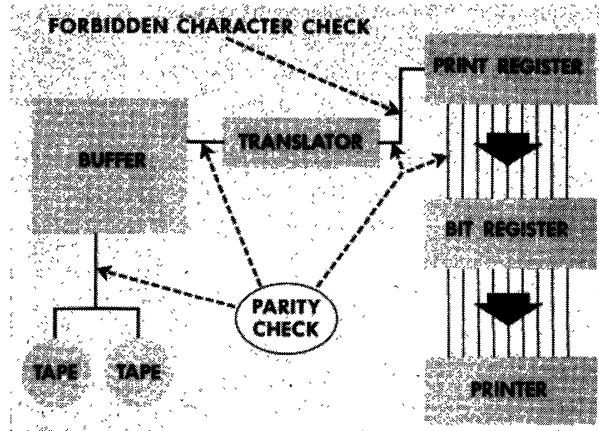 FORBIDDEN CHARACTER CHECK
PRINT REGISTER
TRANSLATOR
BUFFER
BIT REGISTER
PARITY
CHECK
TAPE TAPE
PRINTER